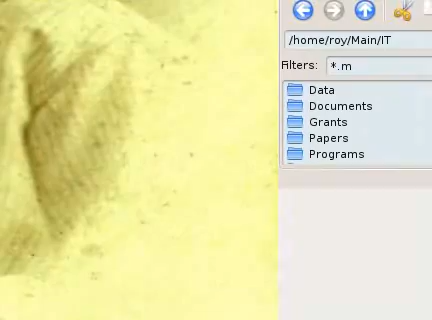 /home/roy/Main/IT
Filters: *.m
Data
Documents
Grants
Papers
Programs